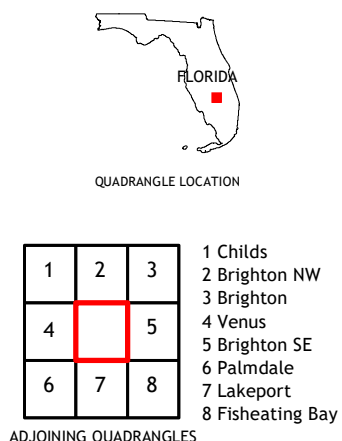 FLORIDA
QUADRANGLE LOCATION
1 2 3
4 5
6 7 8
1 Childs
2 Brighton NW
3 Brighton
4 Venus
5 Brighton SE
6 Palmdale
7 Lakeport
8 Fisheating Bay
ADJOINING QUADRANGLES